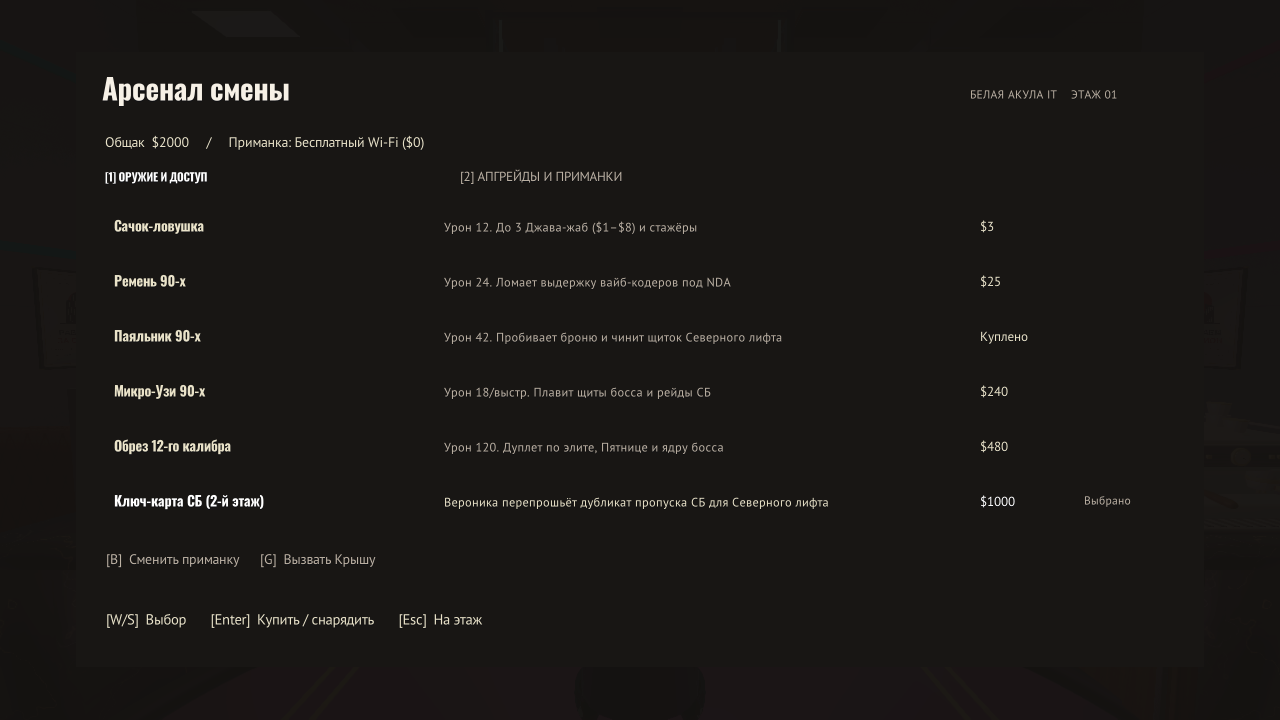 Арсенал смены
БЕЛАЯ АКУЛА IT ЭТАЖ 01
Общак $2000 / Приманка: Бесплатный Wi-Fi ($0)
[1] ОРУЖИЕ И ДОСТУП [2] АПГРЕЙДЫ И ПРИМАНКИ
Сачок-ловушка Урон 12. До 3 Джава-жаб ($1–$8) и стажёры $3
Ремень 90-х Урон 24. Ломает выдержку вайб-кодеров под NDA $25
Паяльник 90-х Урон 42. Пробивает броню и чинит щиток Северного лифта Куплено
Микро-Узи 90-х Урон 18/выстр. Плавит щиты босса и рейды СБ $240
Обрез 12-го калибра Урон 120. Дуплет по элите, Пятнице и ядру босса $480
Ключ-карта СБ (2-й этаж) Вероника перепрошьёт дубликат пропуска СБ для Северного лифта $1000 Выбрано
[B] Сменить приманку [G] Вызвать Крышу
[W/S] Выбор [Enter] Купить / снарядить [Esc] На этаж